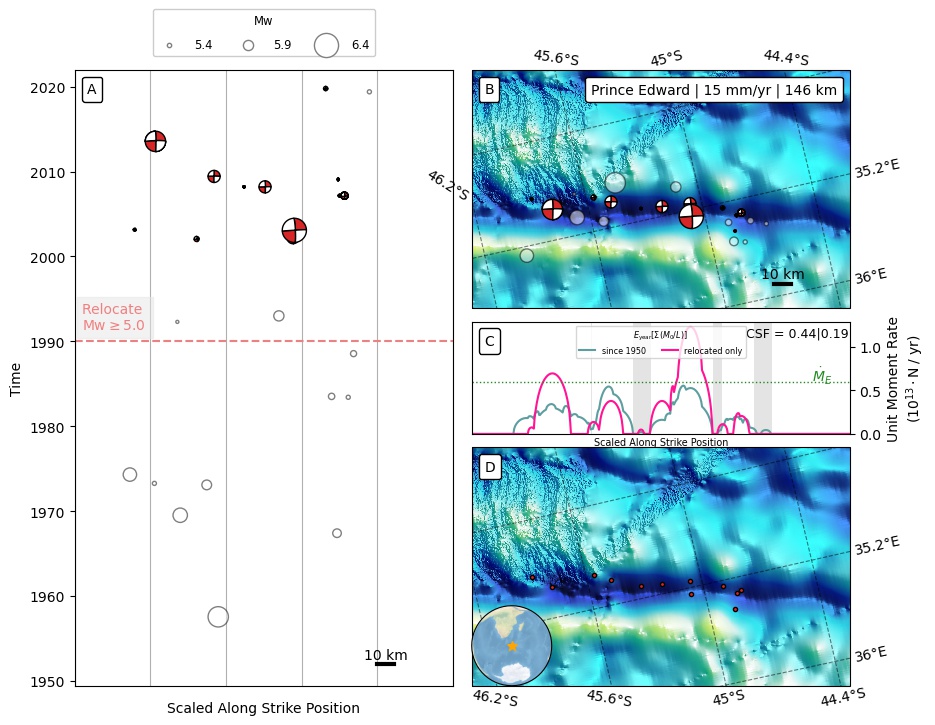 Mw
5.4 5.9 6.4
A
2020
2010
2000
1990
1980
1970
1960
1950
Time
Relocate
Mw ≥ 5.0
10 km
Scaled Along Strike Position
45.6°S 45°S 44.4°S
B
Prince Edward | 15 mm/yr | 146 km
46.2°S
35.2°E
36°E
10 km
C
E_year[Σ(M_0/L)]
since 1950 relocated only
CSF = 0.44|0.19
Ṁ_E
1.0
0.5
0.0
Unit Moment Rate
(10^13 · N / yr)
Scaled Along Strike Position
D
35.2°E
36°E
46.2°S 45.6°S 45°S 44.4°S